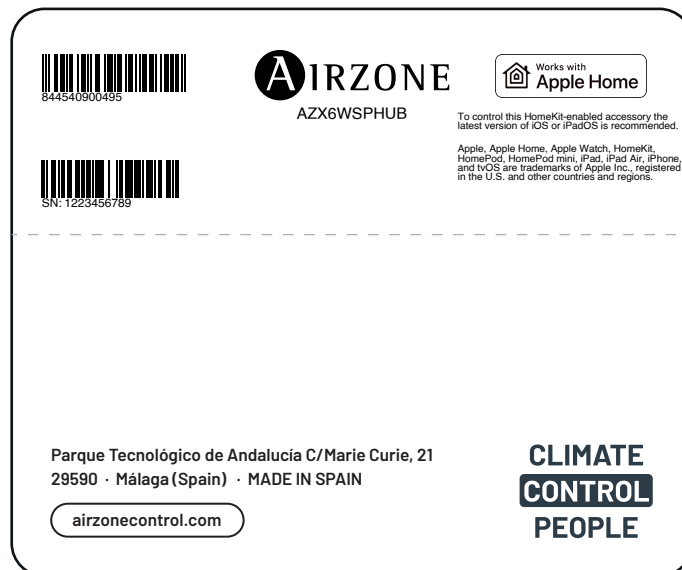 844540900495
AIRZONE
AZX6WSPHUB
Works with
Apple Home
To control this HomeKit-enabled accessory the
latest version of iOS or iPadOS is recommended.
Apple, Apple Home, Apple Watch, HomeKit,
HomePod, HomePod mini, iPad, iPad Air, iPhone,
and tvOS are trademarks of Apple Inc., registered
in the U.S. and other countries and regions.
SN: 1223456789
Parque Tecnológico de Andalucía C/Marie Curie, 21
29590 · Málaga (Spain) · MADE IN SPAIN
airzonecontrol.com
CLIMATE
CONTROL
PEOPLE